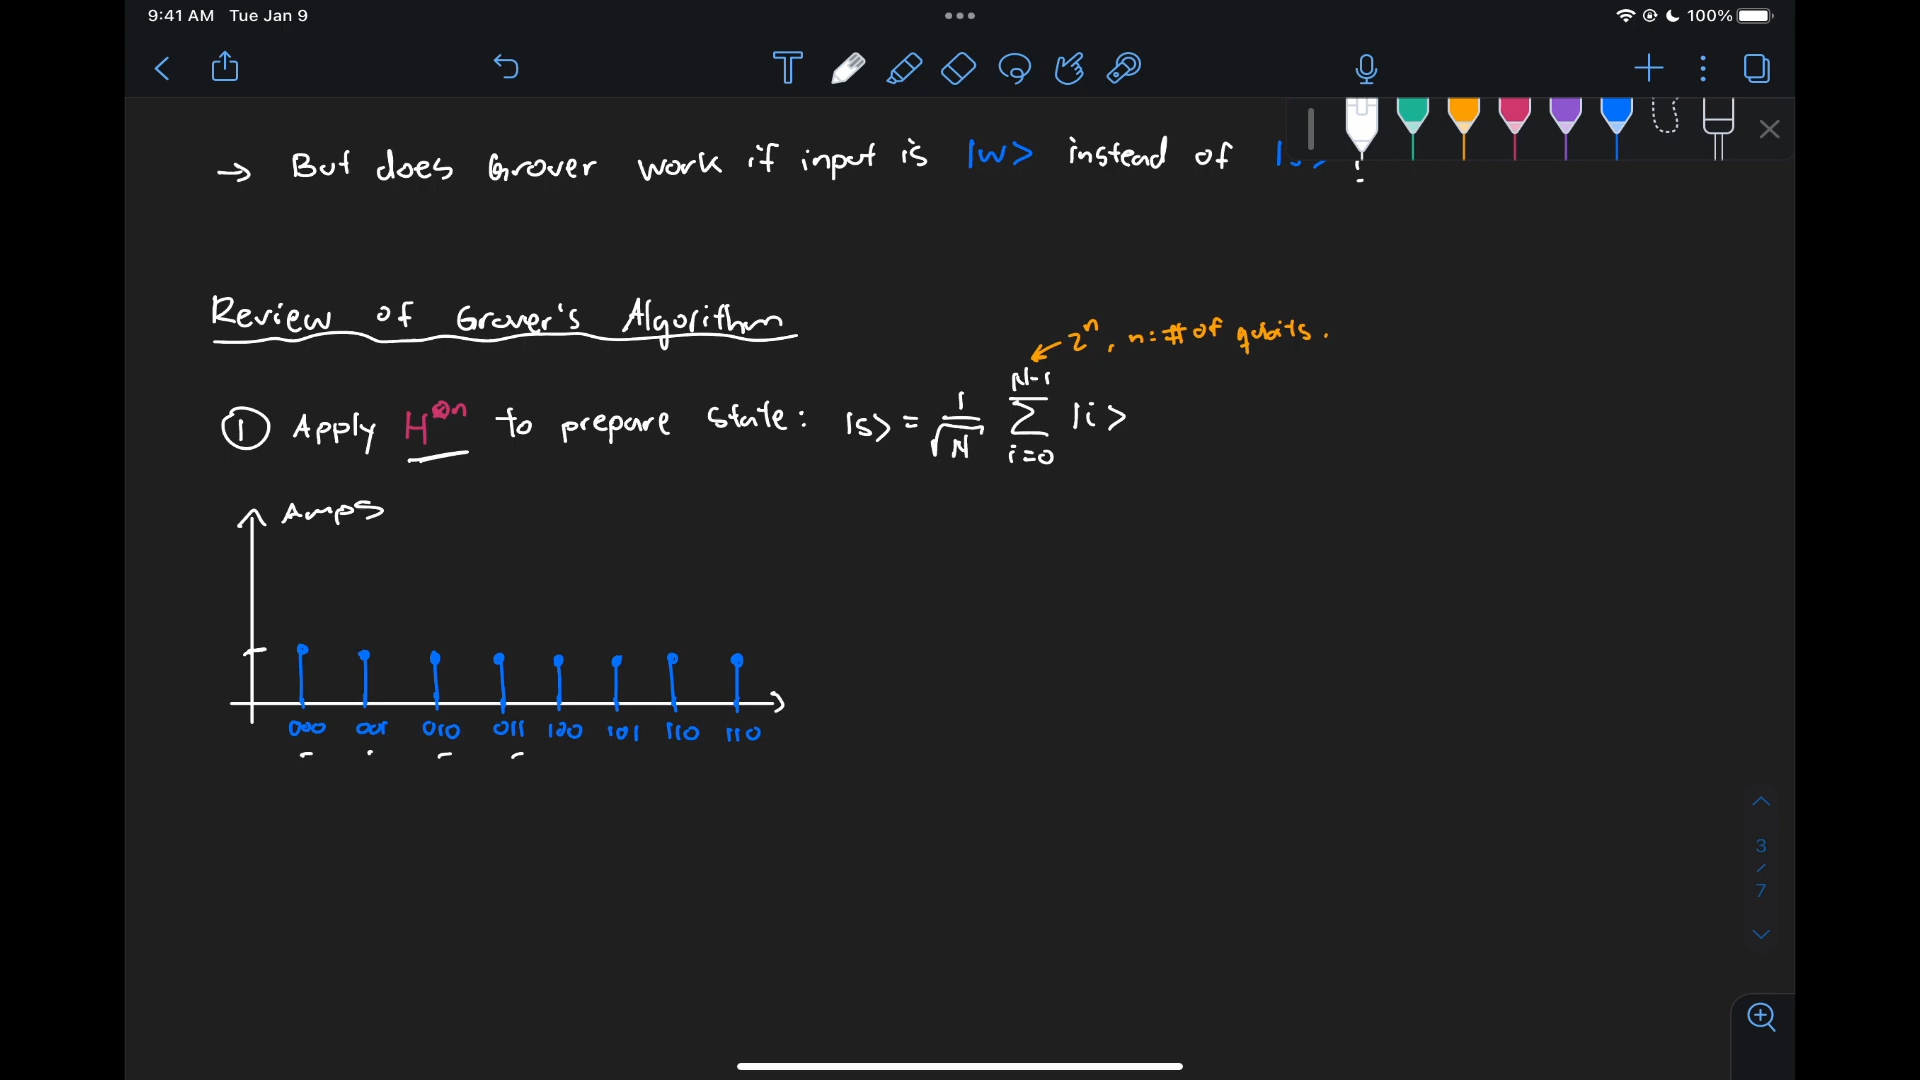 9:41 AM Tue Jan 9
100%
→ But does Grover work if input is |w> instead of
Review of Grover's Algorithm
2^n, n: # of qubits.
① Apply H^⊗n to prepare state: |s> = 1/√N Σ_{i=0}^{N-1} |i>
Amps
000 001 010 011 100 101 110 110
3
/
7